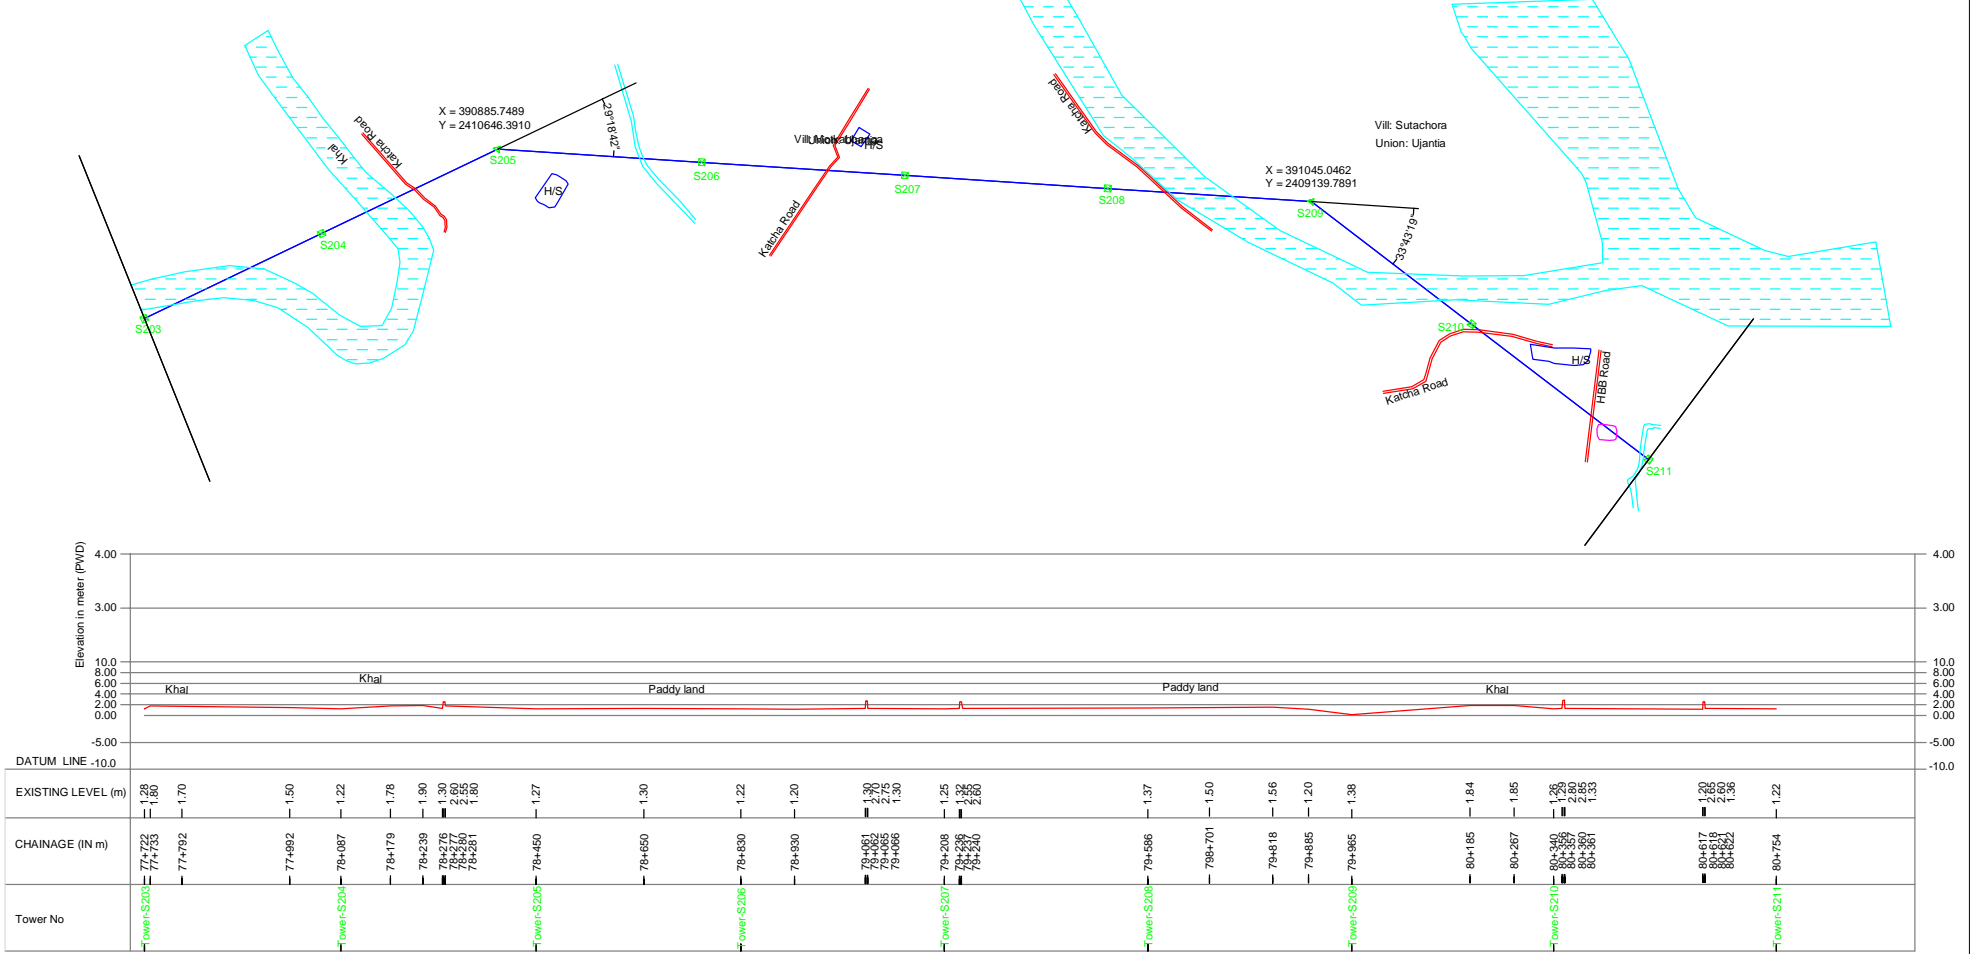 X = 390885.7489
Y = 2410646.3910
29°18'42"
Katcha Road
Khal
S205
H/S
S206
S204
S203
H/S
Katcha Road
S207
Katcha Road
S208
Vill: Sutachora
Union: Ujantia
X = 391045.0462
Y = 2409139.7891
S209
33°43'19"
S210
H/S
Katcha Road
HBB Road
S211
Elevation in meter (PWD)
4.00
3.00
10.0
8.00
6.00
4.00
2.00
0.00
-5.00
-10.0
4.00
3.00
10.0
8.00
6.00
4.00
2.00
0.00
-5.00
-10.0
Khal
Khal
Paddy land
Paddy land
Khal
DATUM LINE
EXISTING LEVEL (m)
1.28 1.80 1.70 1.50 1.22 1.78 1.90 1.30 2.60 2.55 1.80 1.27 1.30 1.22 1.20 1.30 2.70 2.75 1.30 1.25 1.32 2.55 2.60 1.37 1.50 1.56 1.20 1.38 1.84 1.85 1.26 1.29 2.80 2.85 1.33 1.20 2.65 2.60 1.36 1.22
CHAINAGE (IN m)
77+722 77+733 77+792 77+992 78+087 78+179 78+239 78+276 78+277 78+280 78+281 78+450 78+650 78+830 78+930 79+061 79+062 79+065 79+066 79+208 79+236 79+237 79+240 79+586 798+701 79+818 79+885 79+965 80+185 80+267 80+340 80+356 80+357 80+360 80+361 80+617 80+618 80+621 80+622 80+754
Tower No
Tower-S203 Tower-S204 Tower-S205 Tower-S206 Tower-S207 Tower-S208 Tower-S209 Tower-S210 Tower-S211